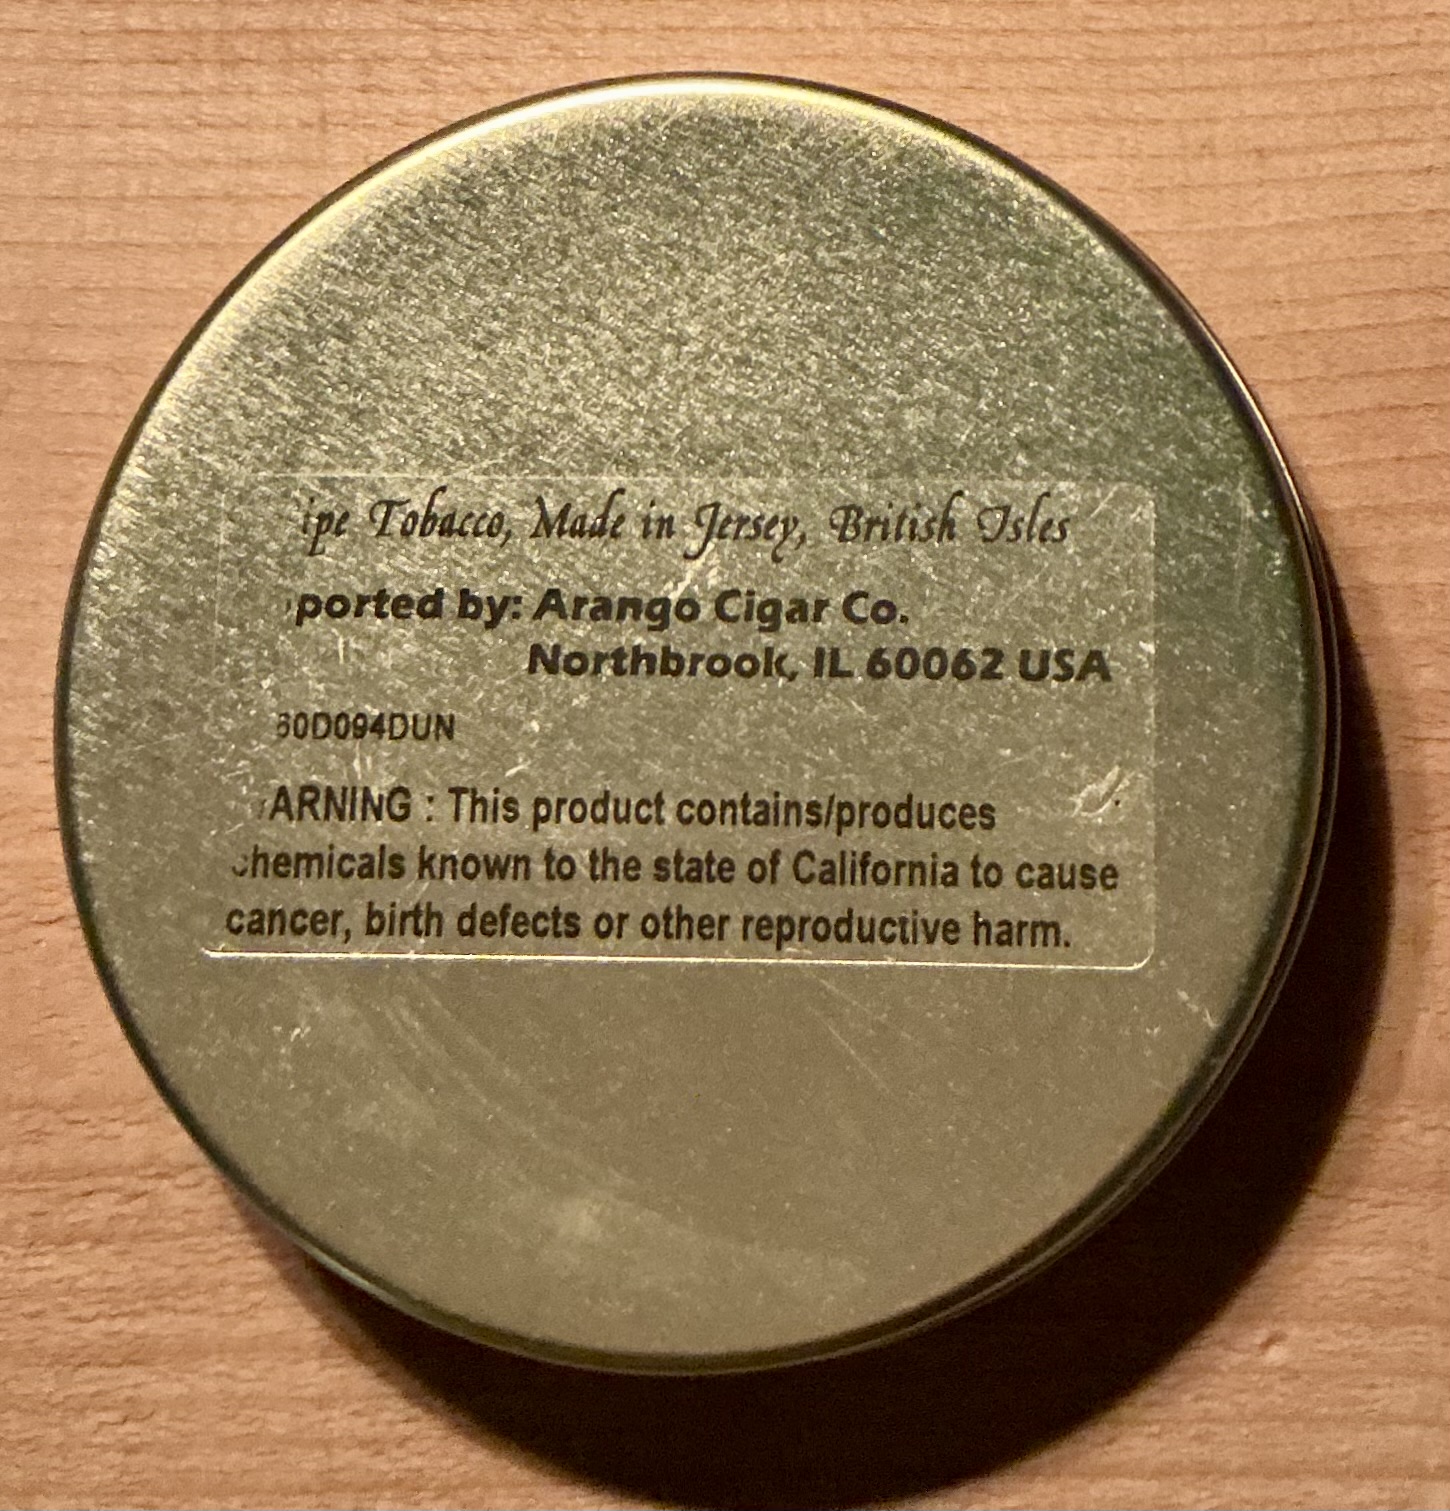 ipe Tobacco, Made in Jersey, British Isles
ported by: Arango Cigar Co.
Northbrook, IL 60062 USA
60D094DUN
ARNING : This product contains/produces
chemicals known to the state of California to cause
cancer, birth defects or other reproductive harm.